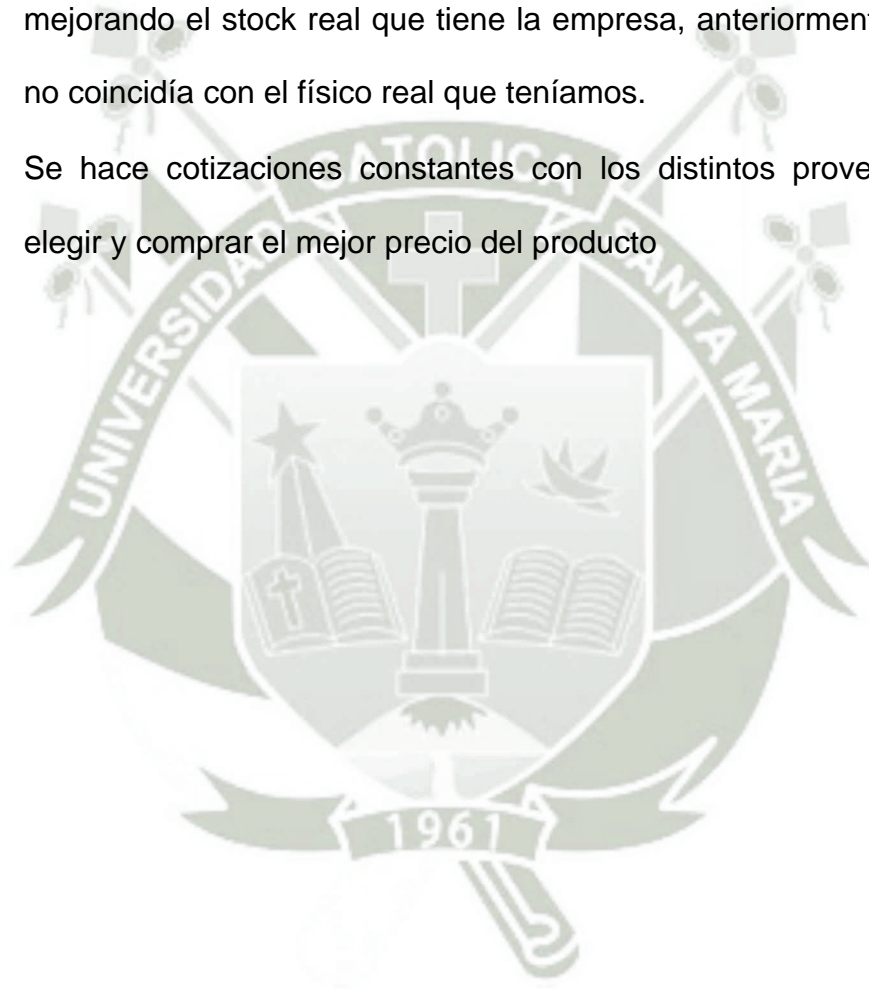 mejorando el stock real que tiene la empresa, anteriorment
no coincidía con el físico real que teníamos.
Se hace cotizaciones constantes con los distintos prove
elegir y comprar el mejor precio del producto
UNIVERSIDAD CATOLICA SANTA MARIA
1961